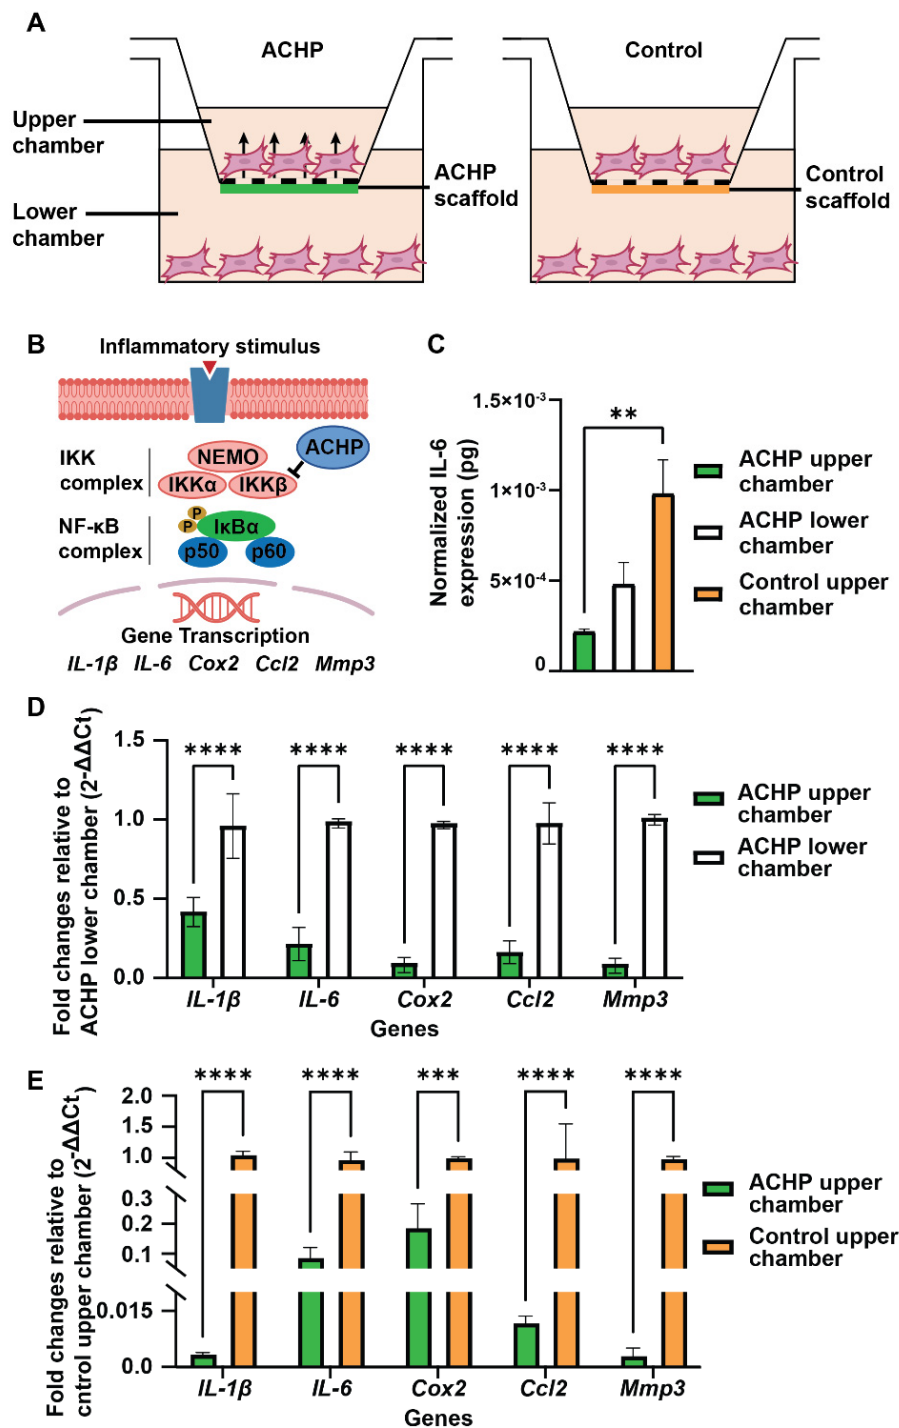 A
ACHP
Control
Upper
chamber
Lower
chamber
ACHP
scaffold
Control
scaffold
B
Inflammatory stimulus
IKK
complex
NEMO
ACHP
IKKα
IKKβ
NF-κB
complex
P
P
IκBα
p50
p60
Gene Transcription
IL-1β IL-6 Cox2 Ccl2 Mmp3
C
Normalized IL-6
expression (pg)
1.5×10-3
1×10-3
5×10-4
0
**
ACHP upper
chamber
ACHP lower
chamber
Control upper
chamber
D
Fold changes relative to
ACHP lower chamber (2-ΔΔCt)
1.5
1.0
0.5
0.0
**** **** **** **** ****
IL-1β IL-6 Cox2 Ccl2 Mmp3
Genes
ACHP upper
chamber
ACHP lower
chamber
E
Fold changes relative to
cntrol upper chamber (2-ΔΔCt)
2.0
1.5
1.0
0.3
0.2
0.1
0.015
0.0
**** **** *** **** ****
IL-1β IL-6 Cox2 Ccl2 Mmp3
Genes
ACHP upper
chamber
Control upper
chamber